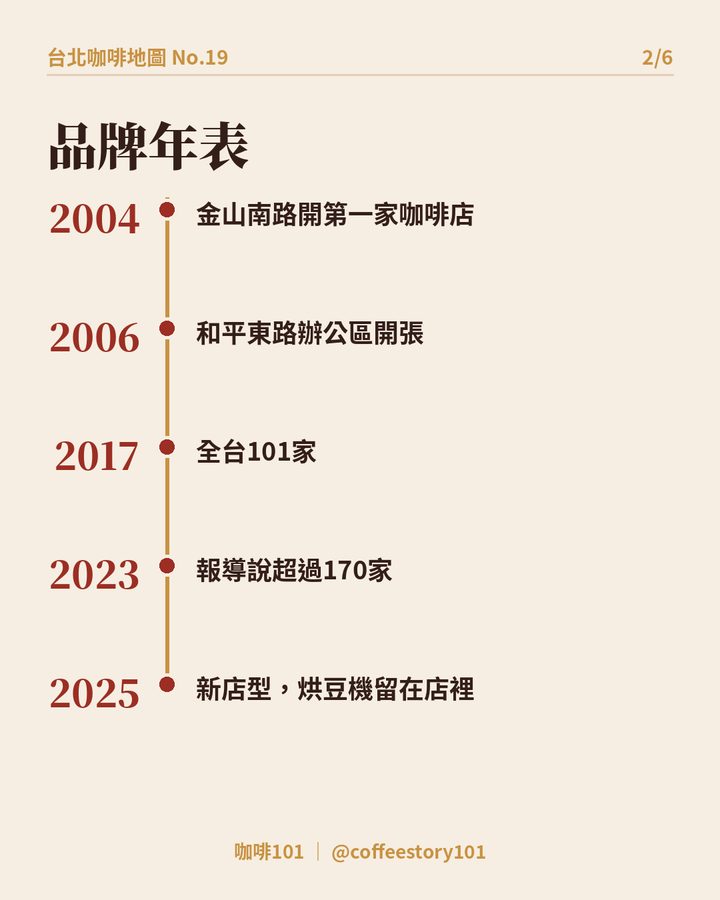 台北咖啡地圖 No.19
2/6
品牌年表
2004 金山南路開第一家咖啡店
2006 和平東路辦公區開張
2017 全台101家
2023 報導說超過170家
2025 新店型，烘豆機留在店裡
咖啡101｜@coffeestory101